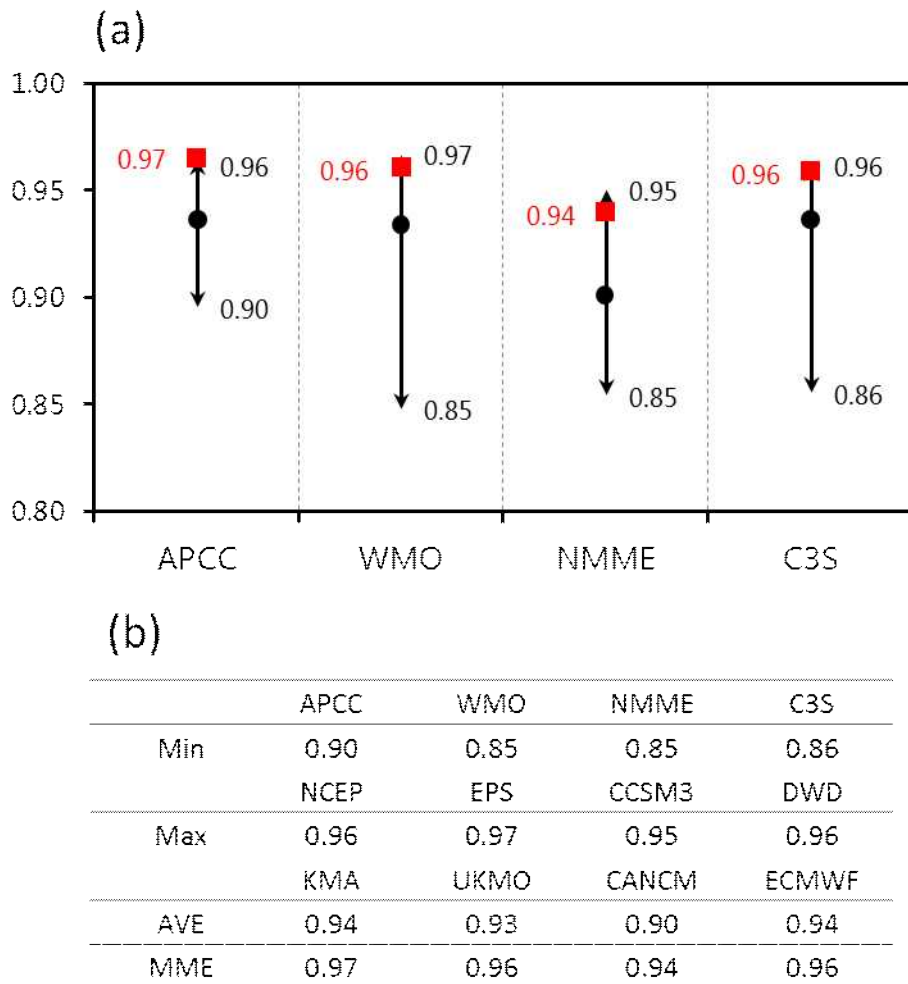 (a)
1.00
0.97 0.96 0.96 0.97 0.96 0.96
0.95 0.94 0.95
0.90 0.90
0.85 0.85 0.85 0.86
0.80
APCC WMO NMME C3S
(b)
APCC WMO NMME C3S
Min 0.90 0.85 0.85 0.86
NCEP EPS CCSM3 DWD
Max 0.96 0.97 0.95 0.96
KMA UKMO CANCM ECMWF
AVE 0.94 0.93 0.90 0.94
MME 0.97 0.96 0.94 0.96